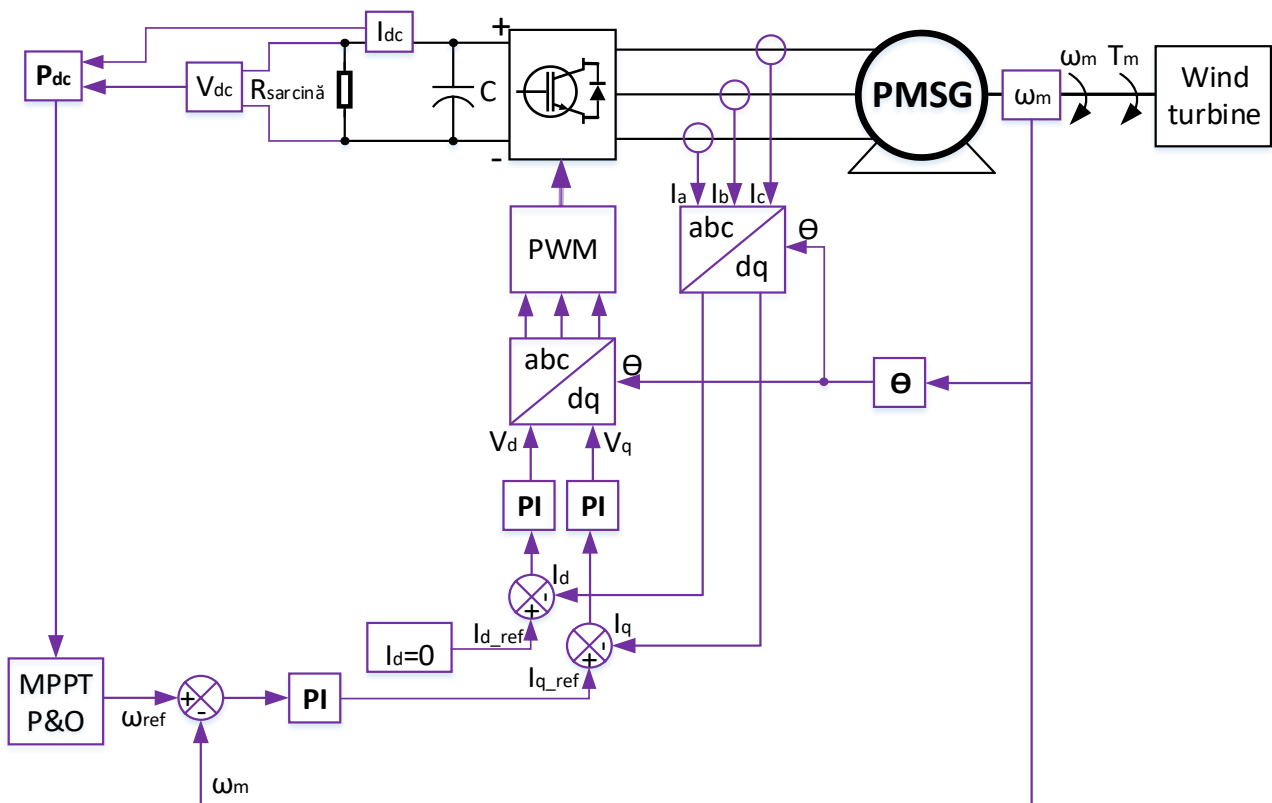 Idc
+
Pdc
Vdc
Rsarcină
C
-
PMSG
ωm
ωm
Tm
Wind
turbine
Ia
Ib
Ic
abc
dq
Θ
PWM
abc
dq
Θ
Θ
Vd
Vq
PI
PI
Id
-
+
Id_ref
Id=0
Iq
-
+
Iq_ref
MPPT
P&O
ωref
+
-
PI
ωm